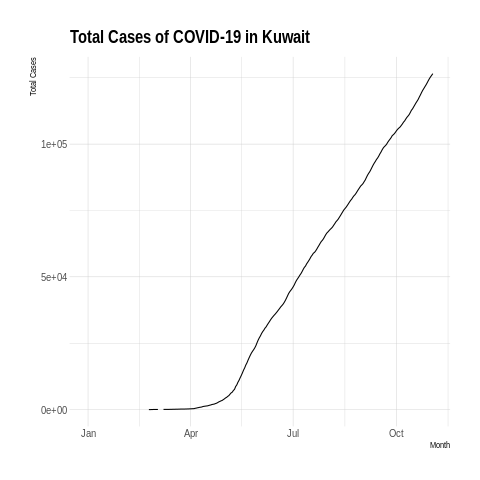 Total Cases of COVID-19 in Kuwait
Total Cases
1e+05
5e+04
0e+00
Jan Apr Jul Oct
Month